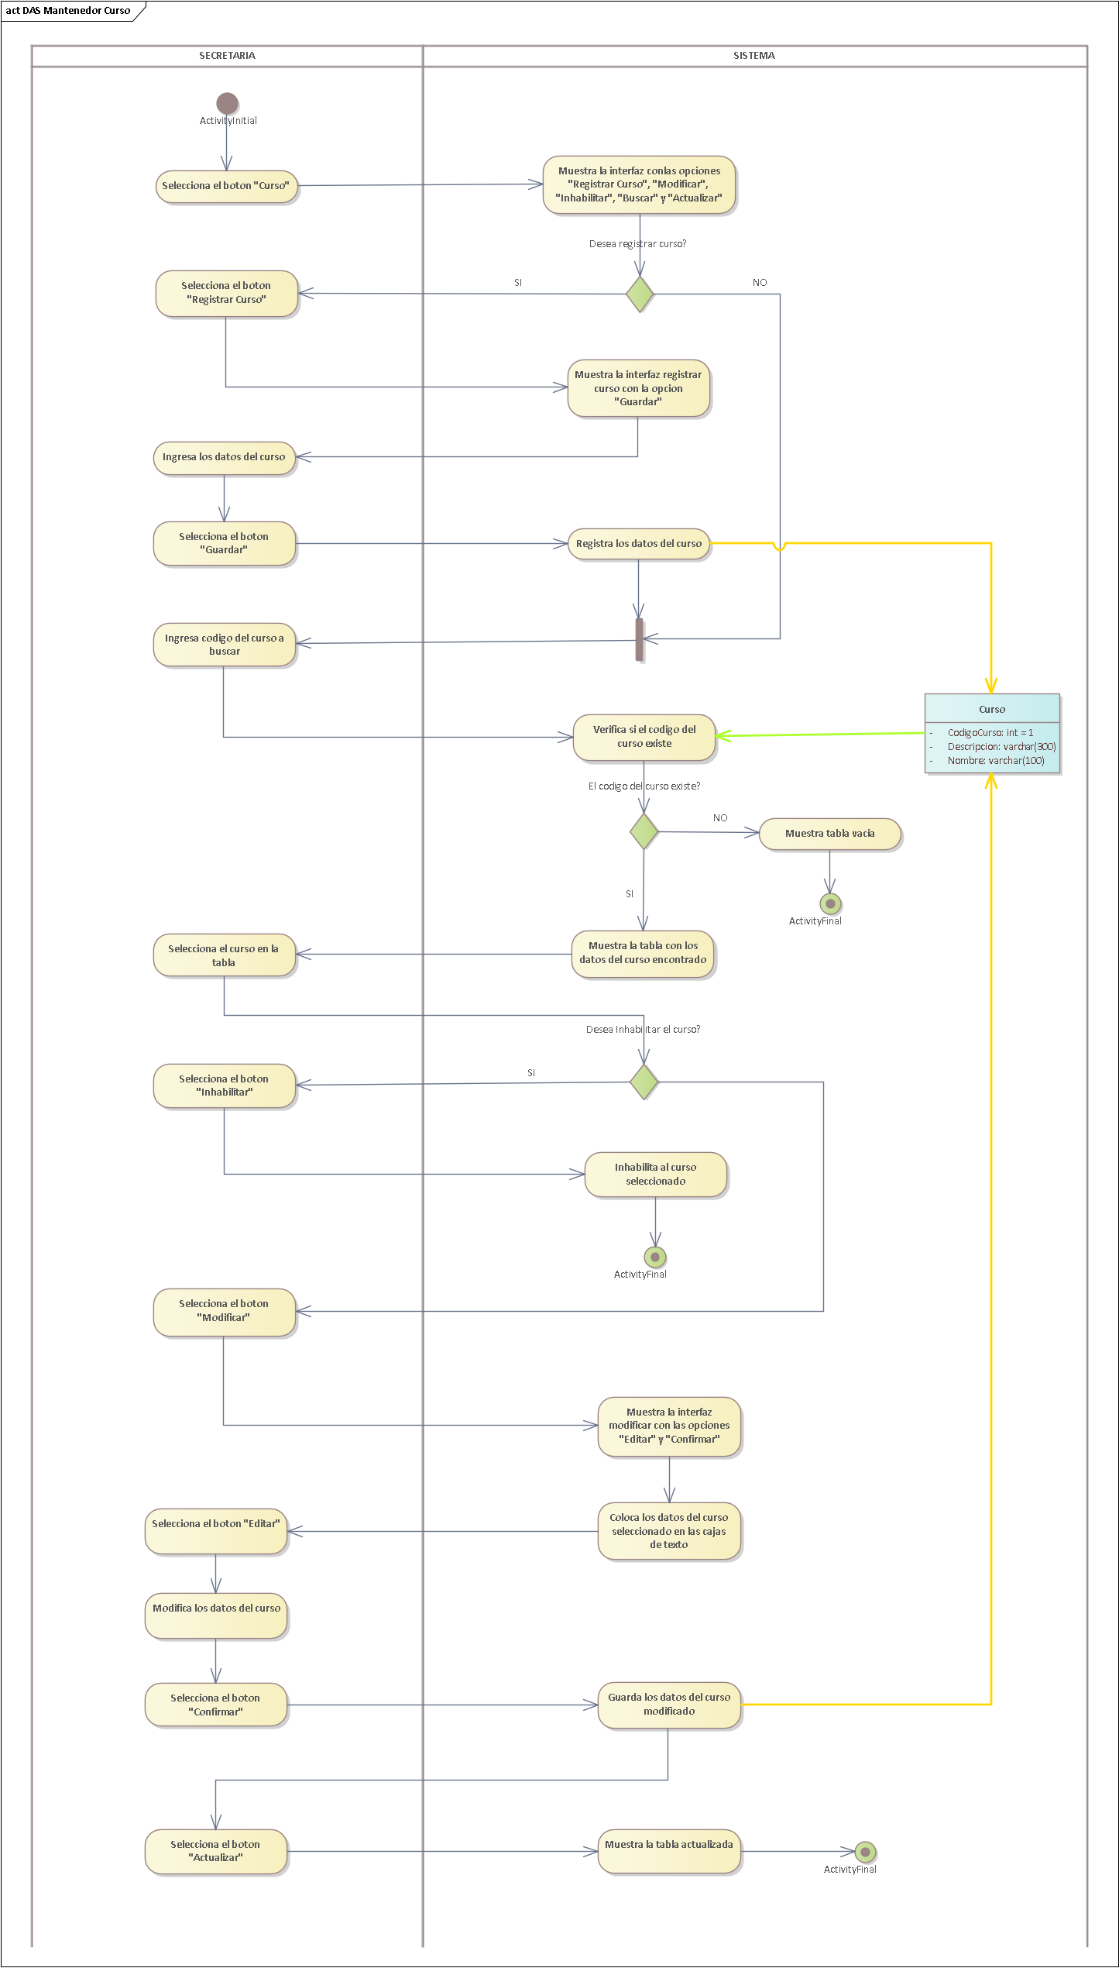 act DAS Mantenedor Curso
SECRETARIA
SISTEMA
ActivityInitial
Selecciona el boton "Curso"
Muestra la interfaz conlas opciones
"Registrar Curso", "Modificar",
"Inhabilitar", "Buscar" y "Actualizar"
Desea registrar curso?
SI
NO
Selecciona el boton
"Registrar Curso"
Muestra la interfaz registrar
curso con la opcion
"Guardar"
Ingresa los datos del curso
Selecciona el boton
"Guardar"
Registra los datos del curso
Ingresa codigo del curso a
buscar
Curso
- CodigoCurso: int = 1
- Descripcion: varchar(300)
- Nombre: varchar(100)
Verifica si el codigo del
curso existe
El codigo del curso existe?
NO
Muestra tabla vacia
SI
ActivityFinal
Selecciona el curso en la
tabla
Muestra la tabla con los
datos del curso encontrado
Desea Inhabilitar el curso?
SI
Selecciona el boton
"Inhabilitar"
Inhabilita al curso
seleccionado
ActivityFinal
Selecciona el boton
"Modificar"
Muestra la interfaz
modificar con las opciones
"Editar" y "Confirmar"
Coloca los datos del curso
seleccionado en las cajas
de texto
Selecciona el boton "Editar"
Modifica los datos del curso
Selecciona el boton
"Confirmar"
Guarda los datos del curso
modificado
Selecciona el boton
"Actualizar"
Muestra la tabla actualizada
ActivityFinal